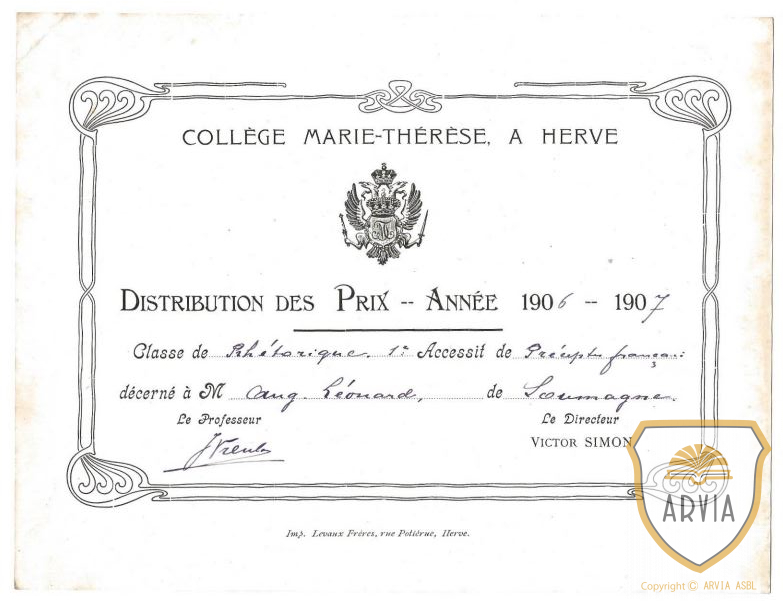 COLLÈGE MARIE-THÉRÈSE, A HERVE
DISTRIBUTION DES PRIX -- ANNÉE 1906 -- 1907
Classe de Rhétorique. 1er Accessit de Préceptes français
décerné à M Aug. Léonard, de Soumagne.
Le Professeur Le Directeur
VICTOR SIMON
Imp. Levaux Frères, rue Potiérue, Herve.
ARVIA
Copyright © ARVIA ASBL